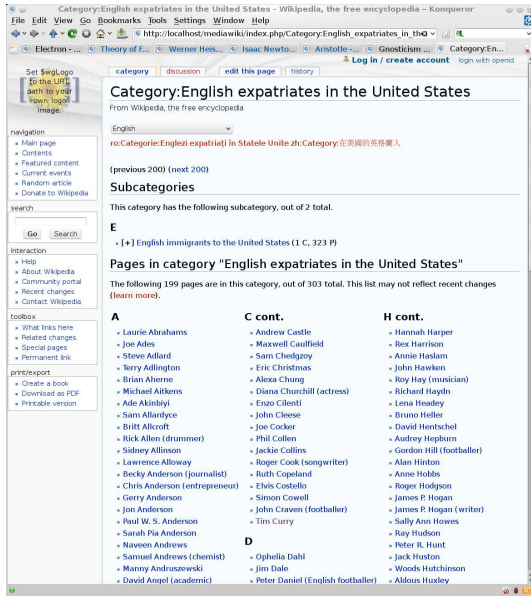 Category:English expatriates in the United States - Wikipedia, the free encyclopedia – Konqueror
File Edit View Go Bookmarks Tools Settings Window Help
http://localhost/mediawiki/index.php/Category:English_expatriates_in_the
Electron - ...
Theory of F...
Werner Heis...
Isaac Newto...
Aristotle -...
Gnosticism ...
Category:En...
Log in / create account login with openid
Set $wgLogo
to the URL
path to your
own logo
image.
category discussion edit this page history
Category:English expatriates in the United States
From Wikipedia, the free encyclopedia
English
ro:Categorie:Englezi expatriați în Statele Unite zh:Category:在美國的英格蘭人
(previous 200) (next 200)
Subcategories
This category has the following subcategory, out of 2 total.
E
[+] English immigrants to the United States (1 C, 323 P)
Pages in category "English expatriates in the United States"
The following 199 pages are in this category, out of 303 total. This list may not reflect recent changes
(learn more).
A
Laurie Abrahams
Joe Ades
Steve Adlard
Terry Adlington
Brian Aherne
Michael Aitkens
Ade Akinbiyi
Sam Allardyce
Britt Allcroft
Rick Allen (drummer)
Sidney Allinson
Lawrence Alloway
Becky Anderson (journalist)
Chris Anderson (entrepreneur)
Gerry Anderson
Jon Anderson
Paul W. S. Anderson
Sarah Pia Anderson
Naveen Andrews
Samuel Andrews (chemist)
Manny Andruszewski
David Angel (academic)
C cont.
Andrew Castle
Maxwell Caulfield
Sam Chedgzoy
Eric Christmas
Alexa Chung
Diana Churchill (actress)
Enzo Cilenti
John Cleese
Joe Cocker
Phil Collen
Jackie Collins
Roger Cook (songwriter)
Ruth Copeland
Elvis Costello
Simon Cowell
John Craven (footballer)
Tim Curry
D
Ophelia Dahl
Jim Dale
Peter Daniel (English footballer)
H cont.
Hannah Harper
Rex Harrison
Annie Haslam
John Hawken
Roy Hay (musician)
Richard Haydn
Lena Headey
Bruno Heller
David Hentschel
Audrey Hepburn
Gordon Hill (footballer)
Alan Hinton
Anne Hobbs
Roger Hodgson
James P. Hogan
James P. Hogan (writer)
Sally Ann Howes
Ray Hudson
Peter R. Hunt
Jack Huston
Woods Hutchinson
Aldous Huxley
navigation
Main page
Contents
Featured content
Current events
Random article
Donate to Wikipedia
search
Go Search
interaction
Help
About Wikipedia
Community portal
Recent changes
Contact Wikipedia
toolbox
What links here
Related changes
Special pages
Permanent link
print/export
Create a book
Download as PDF
Printable version